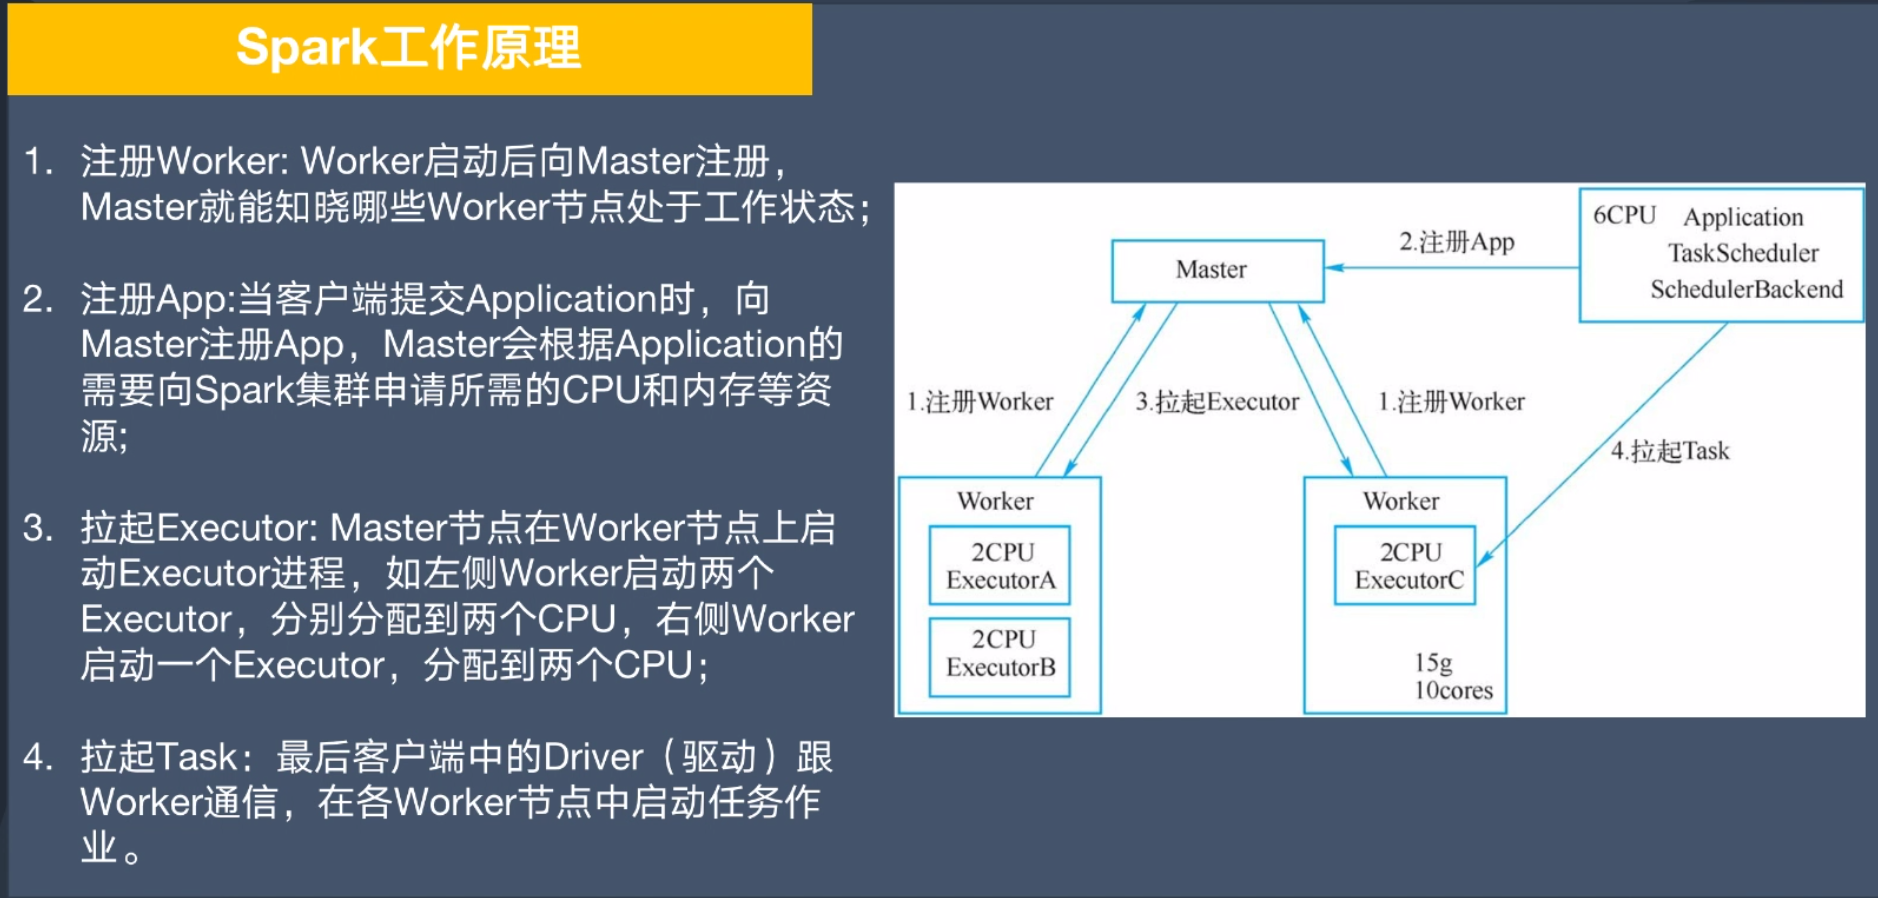 Spark工作原理
1. 注册Worker: Worker启动后向Master注册，
Master就能知晓哪些Worker节点处于工作状态；
2. 注册App:当客户端提交Application时，向
Master注册App，Master会根据Application的
需要向Spark集群申请所需的CPU和内存等资
源;
3. 拉起Executor: Master节点在Worker节点上启
动Executor进程，如左侧Worker启动两个
Executor，分别分配到两个CPU，右侧Worker
启动一个Executor，分配到两个CPU；
4. 拉起Task：最后客户端中的Driver（驱动）跟
Worker通信，在各Worker节点中启动任务作
业。
6CPU Application
TaskScheduler
SchedulerBackend
2.注册App
Master
1.注册Worker
3.拉起Executor
1.注册Worker
4.拉起Task
Worker
2CPU
ExecutorA
2CPU
ExecutorB
Worker
2CPU
ExecutorC
15g
10cores